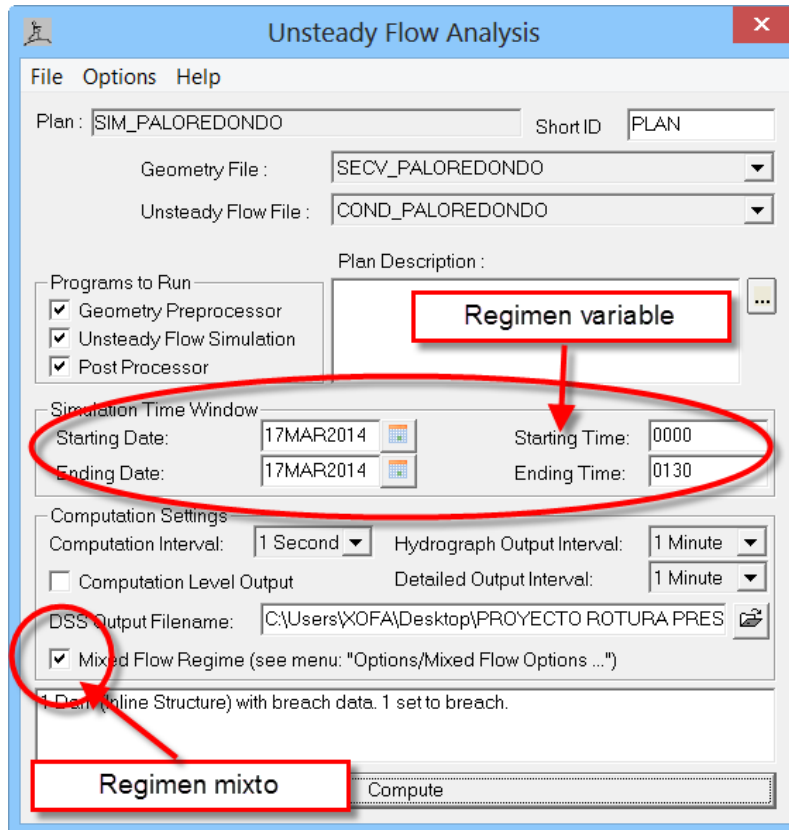 Unsteady Flow Analysis
File Options Help
Plan : SIM_PALOREDONDO Short ID PLAN
Geometry File : SECV_PALOREDONDO
Unsteady Flow File : COND_PALOREDONDO
Plan Description :
Programs to Run
Geometry Preprocessor
Unsteady Flow Simulation
Post Processor
...
Regimen variable
Simulation Time Window
Starting Date: 17MAR2014 Starting Time: 0000
Ending Date: 17MAR2014 Ending Time: 0130
Computation Settings
Computation Interval: 1 Second Hydrograph Output Interval: 1 Minute
Computation Level Output Detailed Output Interval: 1 Minute
DSS Output Filename: C:\Users\XOFA\Desktop\PROYECTO ROTURA PRES
Mixed Flow Regime (see menu: "Options/Mixed Flow Options ...")
1 Dam (Inline Structure) with breach data. 1 set to breach.
Regimen mixto
Compute